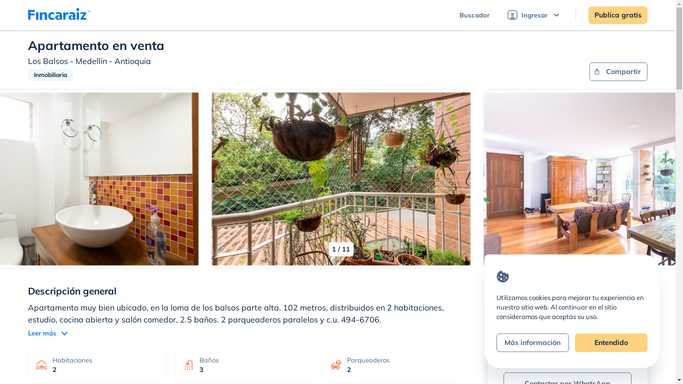 Fincaraiz
Buscador
Ingresar
Publica gratis
Apartamento en venta
Los Balsos - Medellín - Antioquia
Inmobiliaria
Compartir
1 / 11
Descripción general
Apartamento muy bien ubicado, en la loma de los balsos parte alta. 102 metros, distribuidos en 2 habitaciones,
estudio, cocina abierta y salón comedor, 2.5 baños. 2 parqueaderos paralelos y c.u. 494-6706.
Leer más
Habitaciones
2
Baños
3
Parqueaderos
2
Utilizamos cookies para mejorar tu experiencia en
nuestro sitio web. Al continuar en el sitio
consideramos que aceptas su uso.
Más información
Entendido
Contactar por WhatsApp